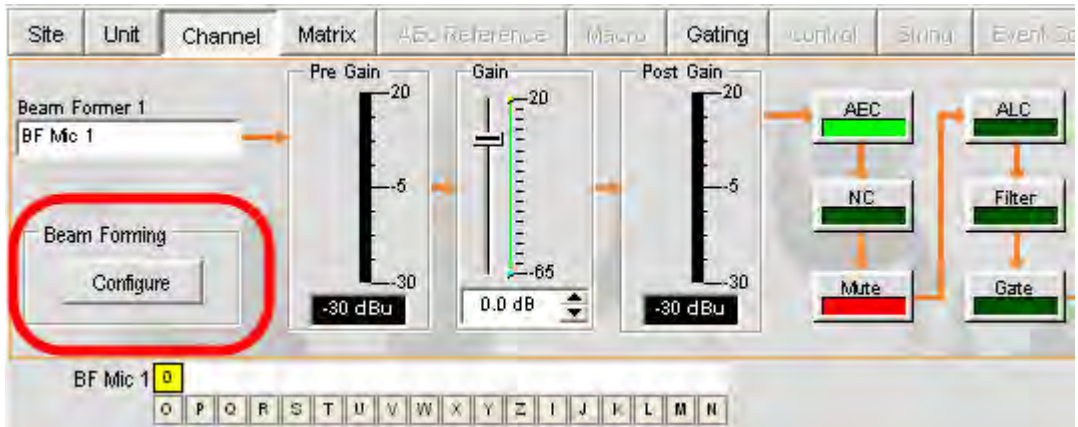 Site Unit Channel Matrix AEC Reference Macro Gating Control String Event Sc
Pre Gain Gain Post Gain
Beam Former 1
BF Mic 1
20 20 20
-5 -5
-30 -65 -30
-30 dBu 0.0 dB -30 dBu
AEC ALC
NC Filter
Mute Gate
Beam Forming
Configure
BF Mic 1 0
O P Q R S T U V W X Y Z I J K L M N